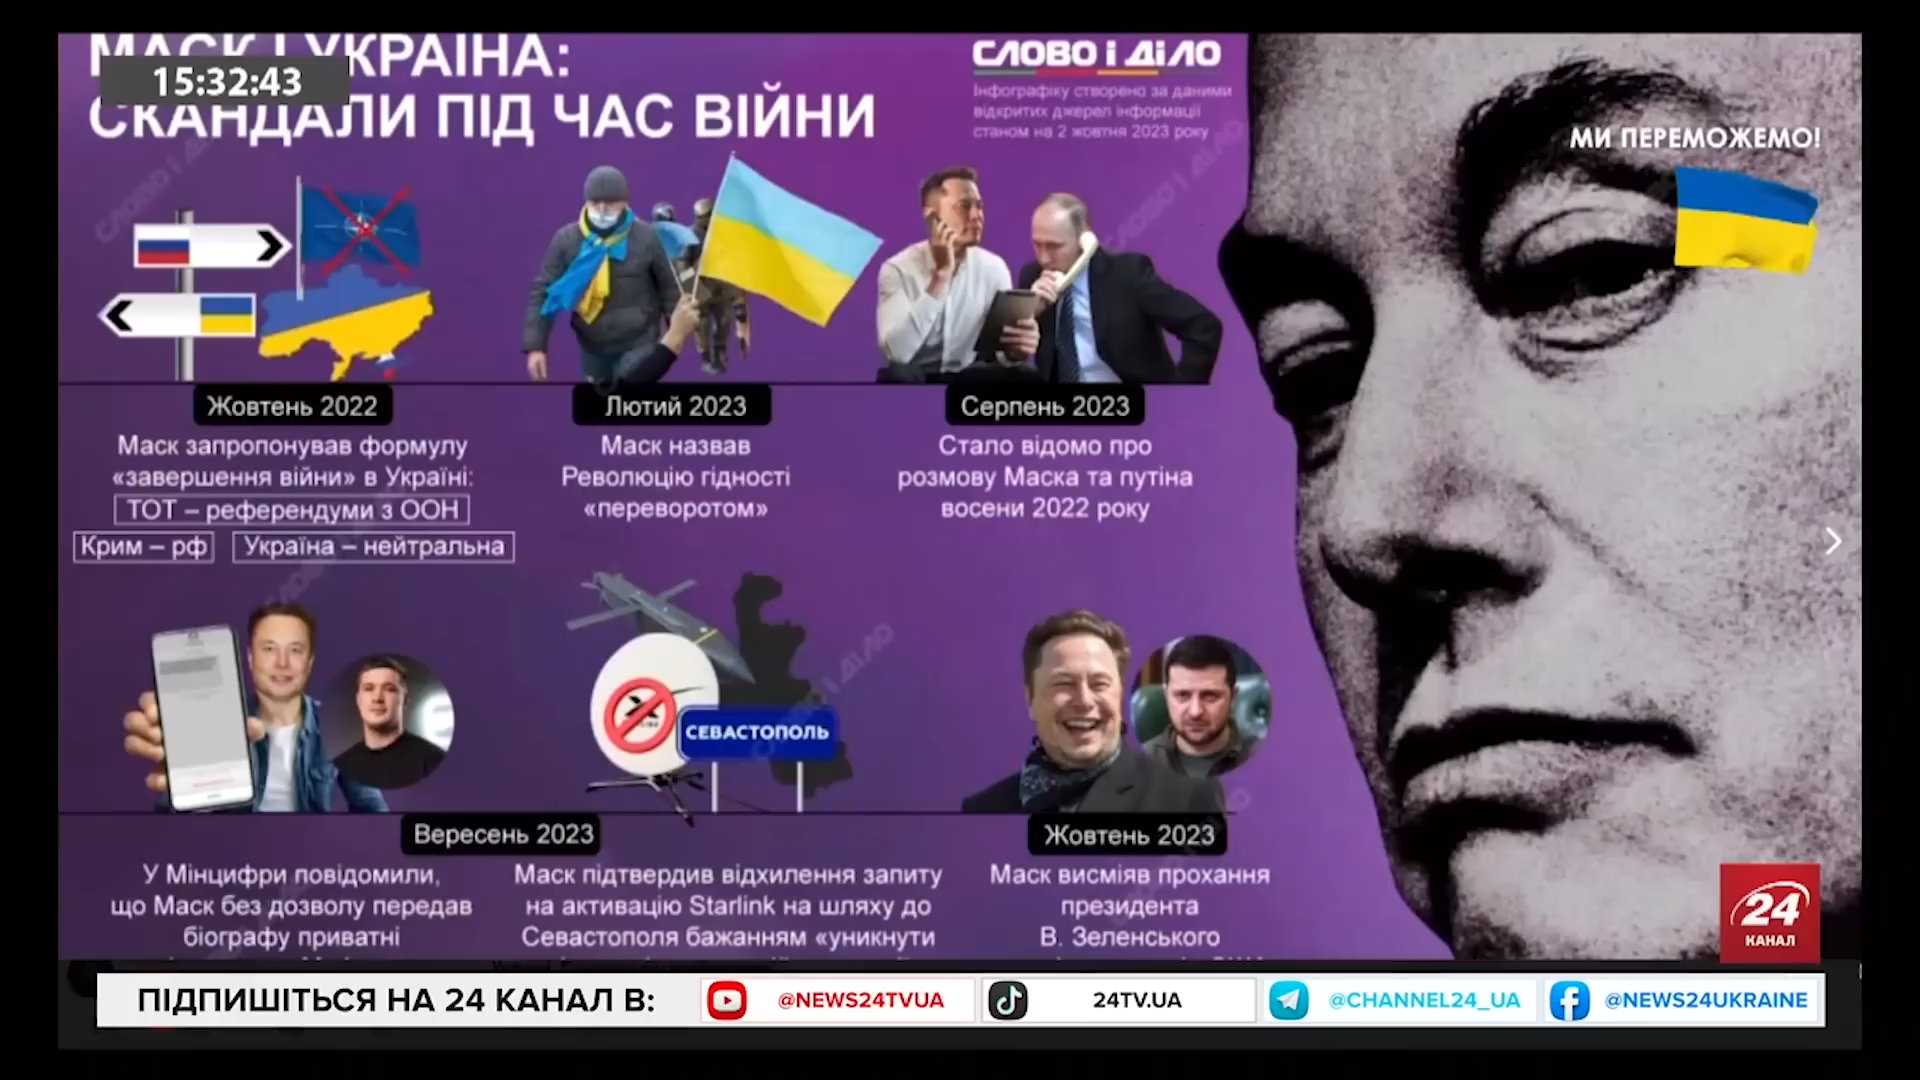 МАСК І УКРАЇНА:
15:32:43
СКАНДАЛИ ПІД ЧАС ВІЙНИ
СЛОВО і ДіЛО
Інфографіку створено за даними
відкритих джерел інформації
станом на 2 жовтня 2023 року
МИ ПЕРЕМОЖЕМО!
Жовтень 2022
Маск запропонував формулу
«завершення війни» в Україні:
ТОТ – референдуми з ООН
Крим – рф
Україна – нейтральна
Лютий 2023
Маск назвав
Революцію гідності
«переворотом»
Серпень 2023
Стало відомо про
розмову Маска та путіна
восени 2022 року
СЕВАСТОПОЛЬ
Вересень 2023
У Мінцифри повідомили,
що Маск без дозволу передав
біографу приватні
Маск підтвердив відхилення запиту
на активацію Starlink на шляху до
Севастополя бажанням «уникнути
Жовтень 2023
Маск висміяв прохання
президента
В. Зеленського
24
КАНАЛ
ПІДПИШІТЬСЯ НА 24 КАНАЛ В:
@NEWS24TVUA
24TV.UA
@CHANNEL24_UA
@NEWS24UKRAINE